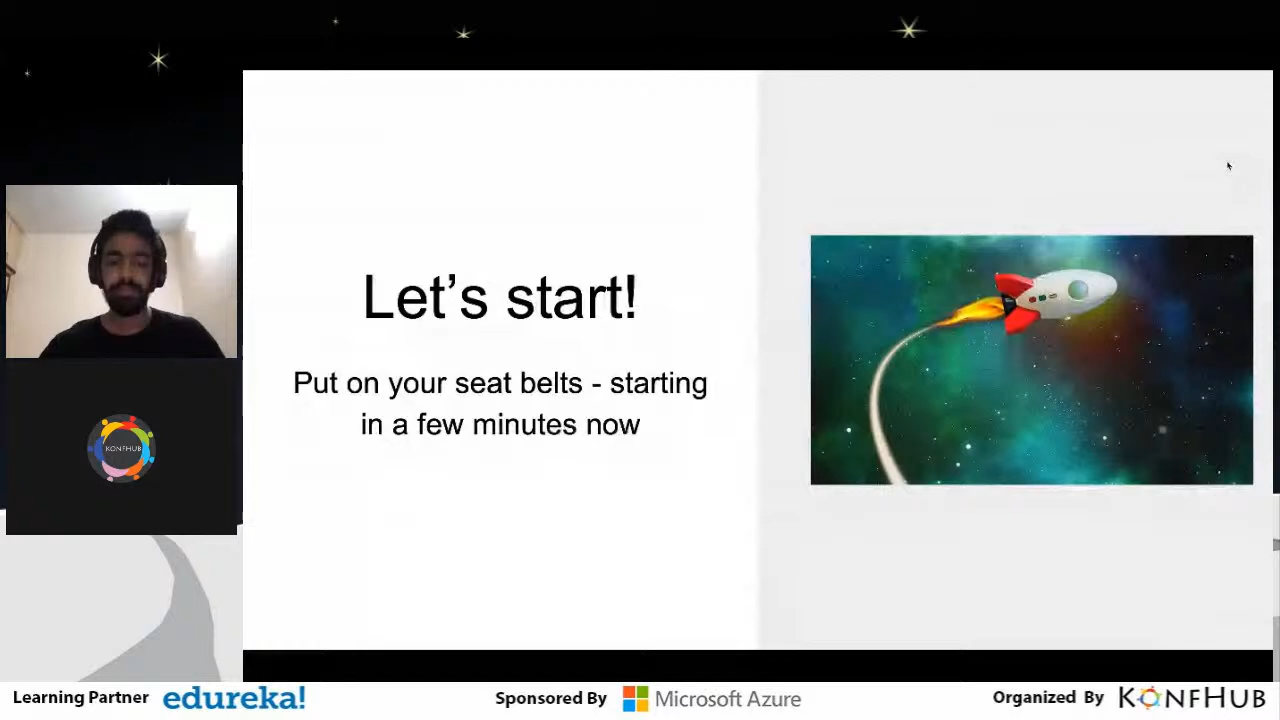 Let's start!
Put on your seat belts - starting
in a few minutes now
KONFHUB
Learning Partner edureka! Sponsored By Microsoft Azure Organized By KONFHUB